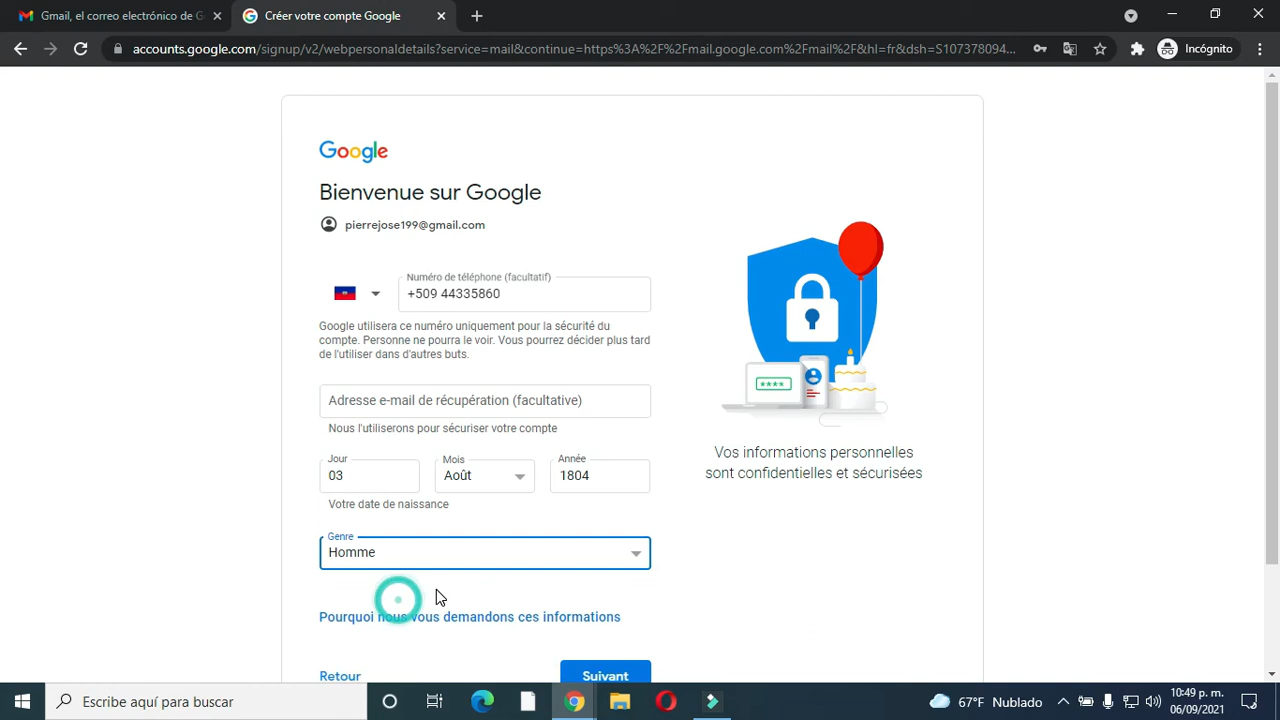 Gmail, el correo electrónico de G
Créer votre compte Google
accounts.google.com/signup/v2/webpersonaldetails?service=mail&continue=https%3A%2F%2Fmail.google.com%2Fmail%2F&hl=fr&dsh=S107378094...
Incógnito
Google
Bienvenue sur Google
pierrejose199@gmail.com
Numéro de téléphone (facultatif)
+509 44335860
Google utilisera ce numéro uniquement pour la sécurité du
compte. Personne ne pourra le voir. Vous pourrez décider plus tard
de l'utiliser dans d'autres buts.
Adresse e-mail de récupération (facultative)
Nous l'utiliserons pour sécuriser votre compte
Jour
Mois
Année
03
Août
1804
Votre date de naissance
Genre
Homme
Pourquoi nous vous demandons ces informations
Retour
Suivant
****
Vos informations personnelles
sont confidentielles et sécurisées
Escribe aquí para buscar
67°F Nublado
10:49 p. m.
06/09/2021